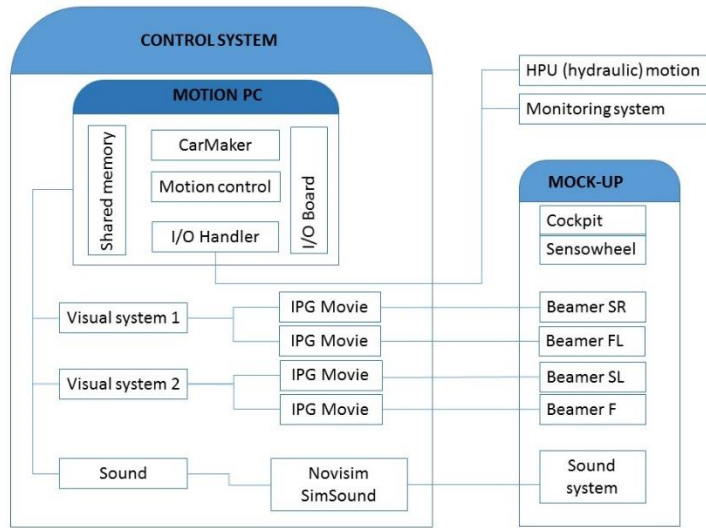 CONTROL SYSTEM
MOTION PC
Shared memory
CarMaker
Motion control
I/O Handler
I/O Board
HPU (hydraulic) motion
Monitoring system
MOCK-UP
Cockpit
Sensowheel
Visual system 1
IPG Movie
Beamer SR
IPG Movie
Beamer FL
Visual system 2
IPG Movie
Beamer SL
IPG Movie
Beamer F
Sound
Novisim
SimSound
Sound
system